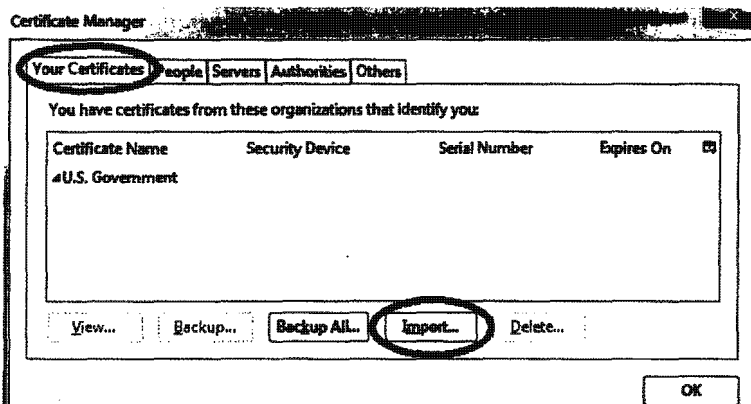 Certificate Manager
Your Certificates People Servers Authorities Others
You have certificates from these organizations that identify you:
Certificate Name Security Device Serial Number Expires On
U.S. Government
View... Backup... Backup All... Import... Delete...
OK